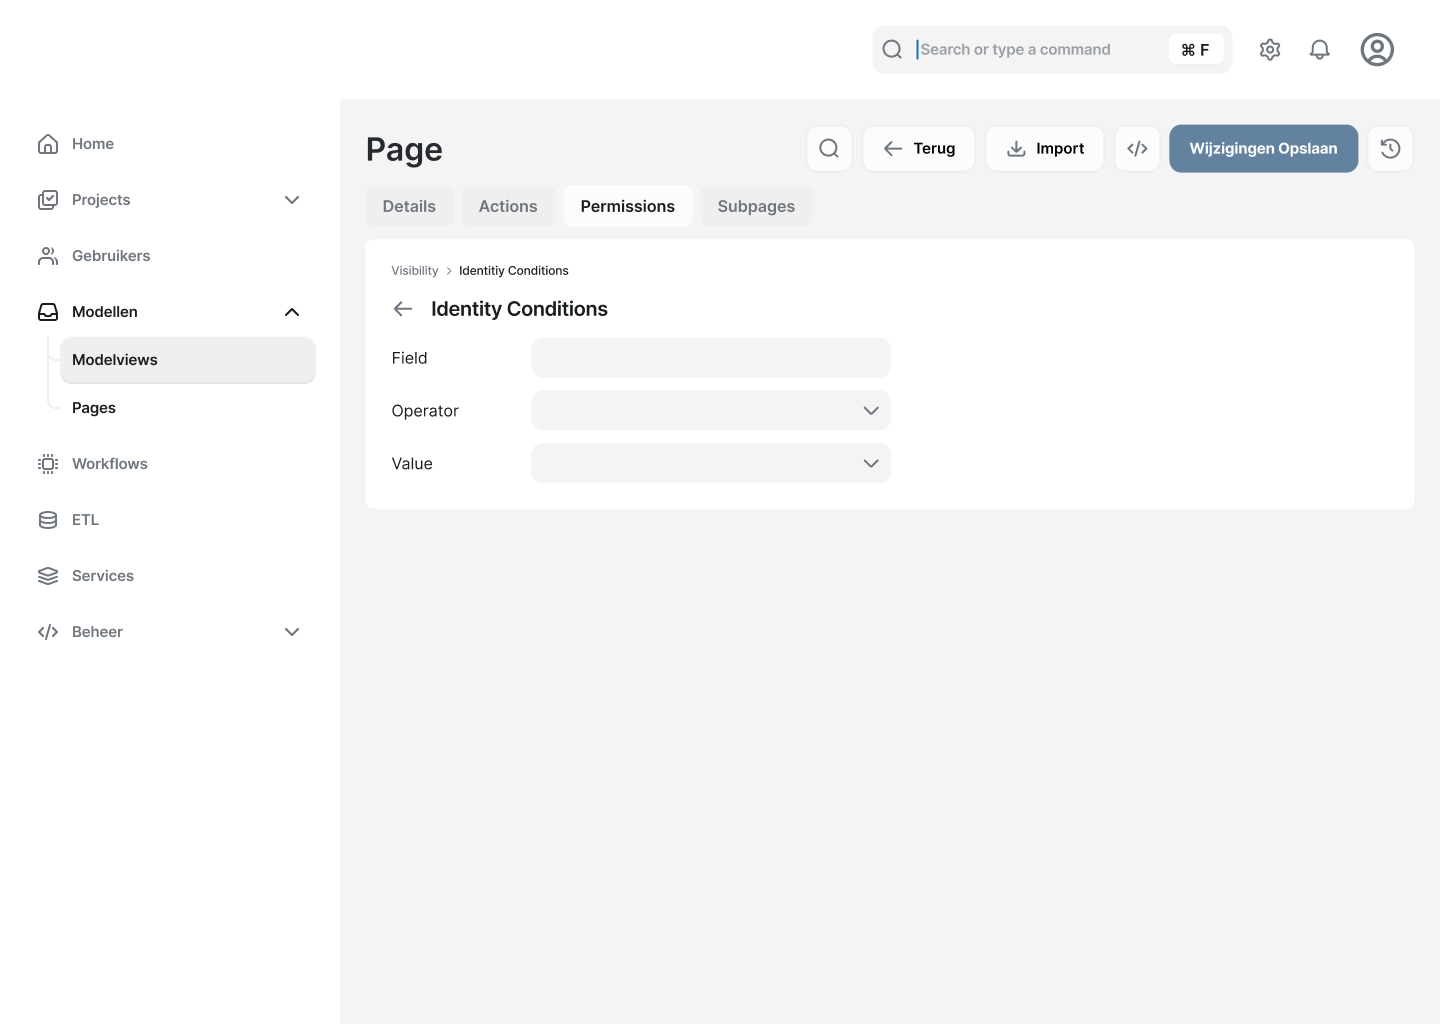 Search or type a command ⌘ F
Home
Projects
Gebruikers
Modellen
Modelviews
Pages
Workflows
ETL
Services
Beheer
Page
Terug
Import
Wijzigingen Opslaan
Details
Actions
Permissions
Subpages
Visibility > Identitiy Conditions
Identity Conditions
Field
Operator
Value